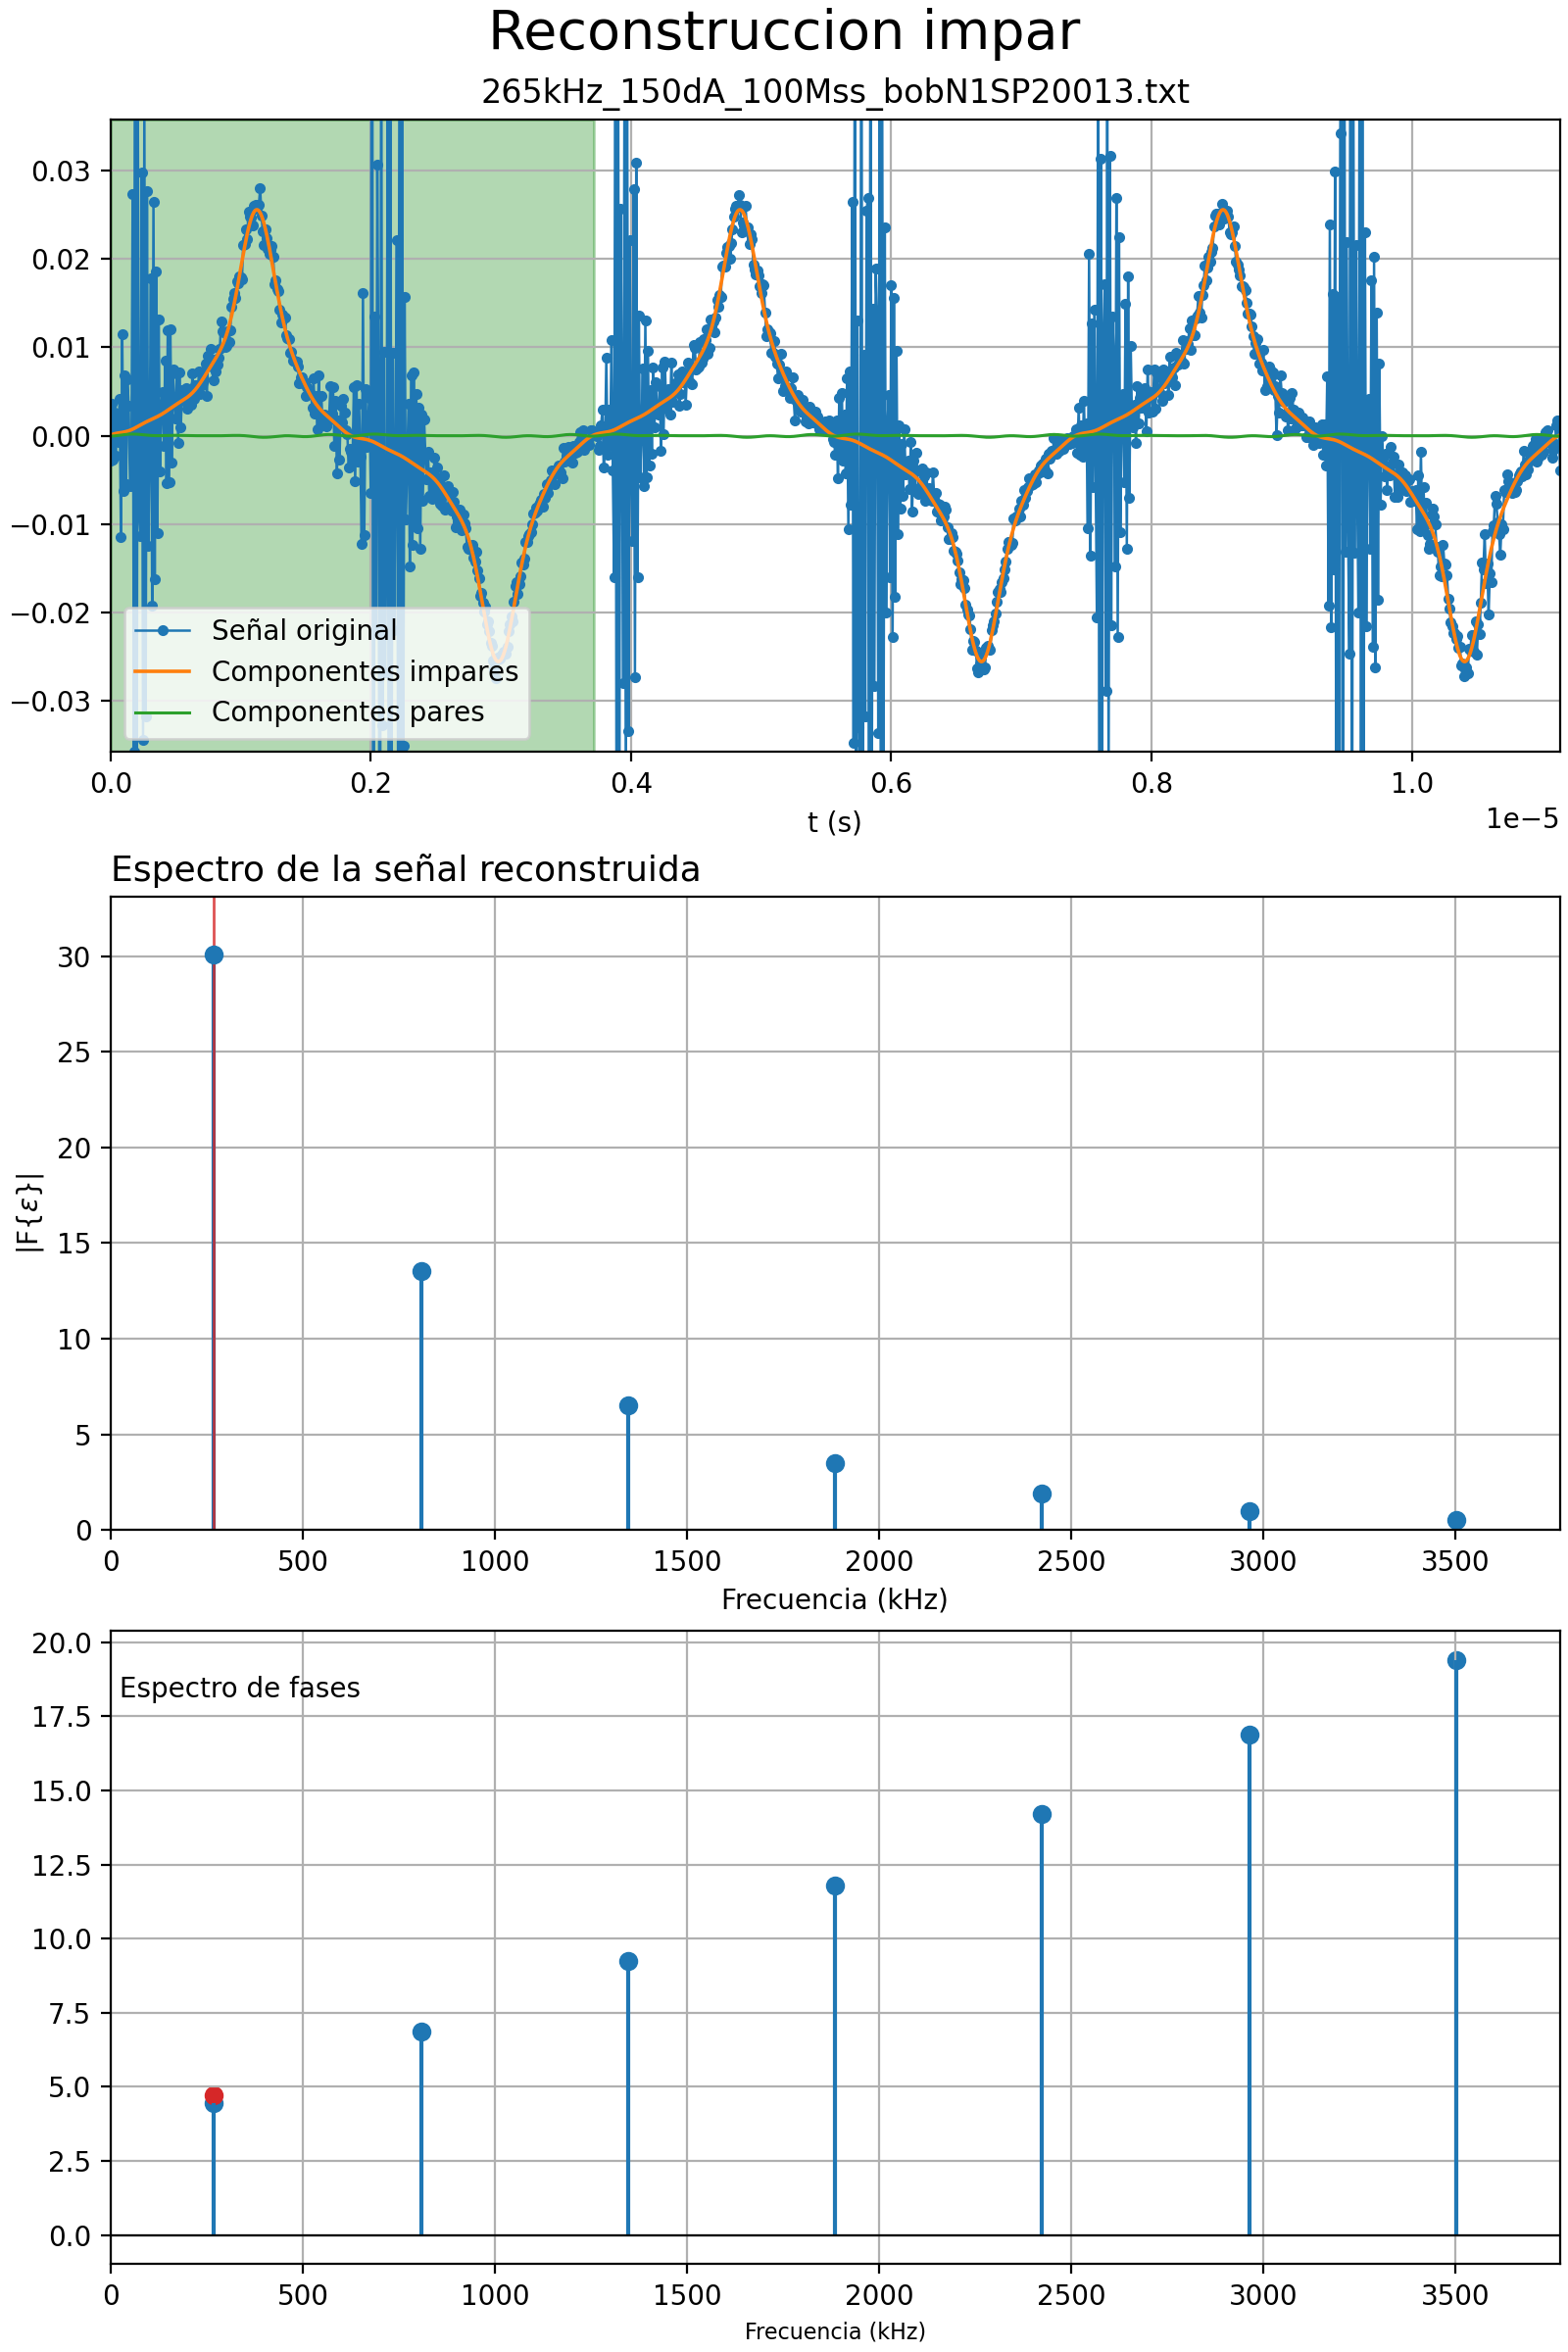 Reconstruccion impar
265kHz_150dA_100Mss_bobN1SP20013.txt
0.03
0.02
0.01
0.00
−0.01
−0.02
−0.03
Señal original
Componentes impares
Componentes pares
0.0 0.2 0.4 0.6 0.8 1.0
1e−5
t (s)
Espectro de la señal reconstruida
30
25
20
15
10
5
0
|F{ε}|
0 500 1000 1500 2000 2500 3000 3500
Frecuencia (kHz)
20.0
Espectro de fases
17.5
15.0
12.5
10.0
7.5
5.0
2.5
0.0
0 500 1000 1500 2000 2500 3000 3500
Frecuencia (kHz)